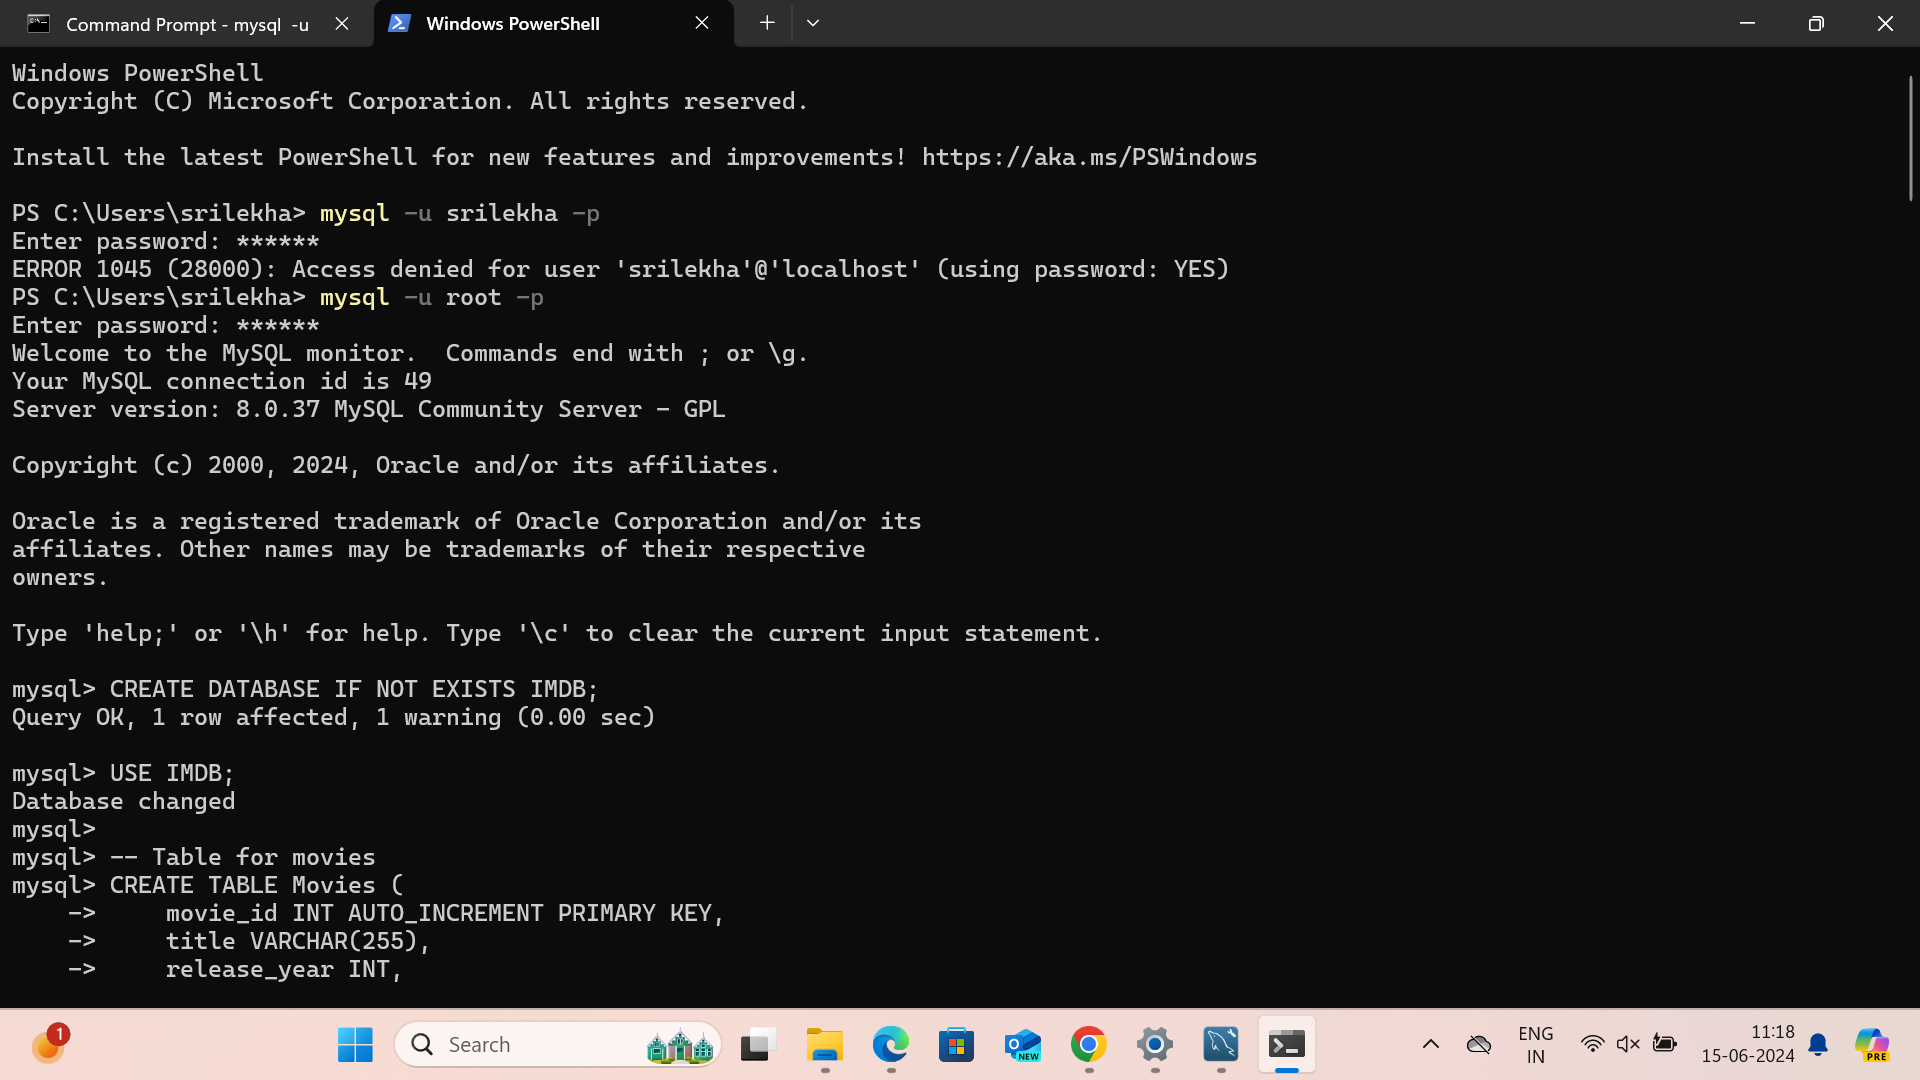 Command Prompt - mysql  -u
Windows PowerShell
Windows PowerShell
Copyright (C) Microsoft Corporation. All rights reserved.
Install the latest PowerShell for new features and improvements! https://aka.ms/PSWindows
PS C:\Users\srilekha> mysql -u srilekha -p
Enter password: ******
ERROR 1045 (28000): Access denied for user 'srilekha'@'localhost' (using password: YES)
PS C:\Users\srilekha> mysql -u root -p
Enter password: ******
Welcome to the MySQL monitor.  Commands end with ; or \g.
Your MySQL connection id is 49
Server version: 8.0.37 MySQL Community Server - GPL
Copyright (c) 2000, 2024, Oracle and/or its affiliates.
Oracle is a registered trademark of Oracle Corporation and/or its
affiliates. Other names may be trademarks of their respective
owners.
Type 'help;' or '\h' for help. Type '\c' to clear the current input statement.
mysql> CREATE DATABASE IF NOT EXISTS IMDB;
Query OK, 1 row affected, 1 warning (0.00 sec)
mysql> USE IMDB;
Database changed
mysql>
mysql> -- Table for movies
mysql> CREATE TABLE Movies (
    ->     movie_id INT AUTO_INCREMENT PRIMARY KEY,
    ->     title VARCHAR(255),
    ->     release_year INT,
1
Search
NEW
ENG
IN
11:18
15-06-2024
PRE